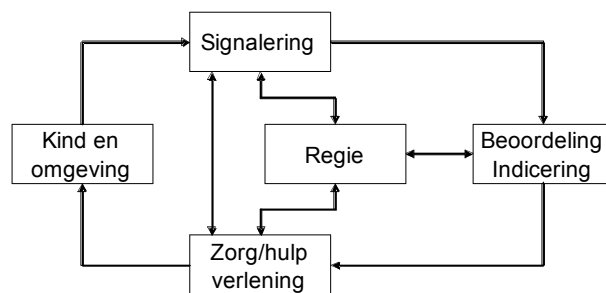 Signalering
Kind en
omgeving
Regie
Beoordeling
Indicering
Zorg/hulp
verlening